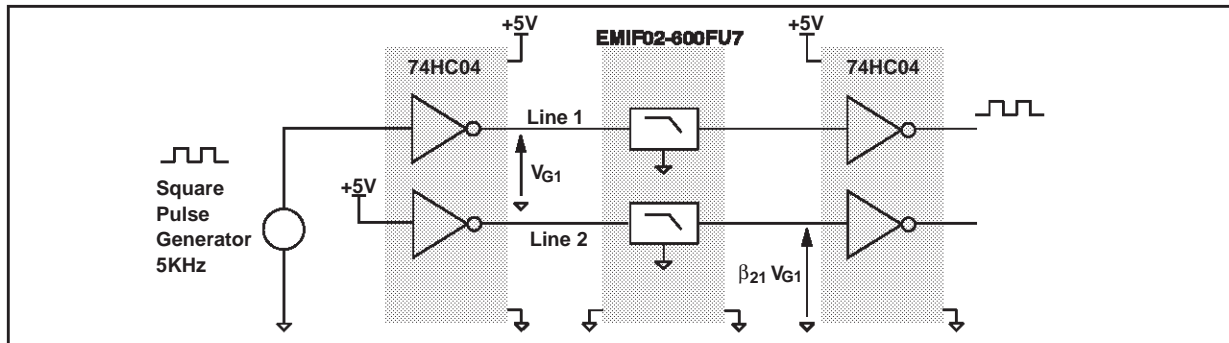 +5V
EMIF02-600FU7
+5V
74HC04
74HC04
Line 1
Square
Pulse
Generator
5KHz
+5V
VG1
Line 2
β21 VG1